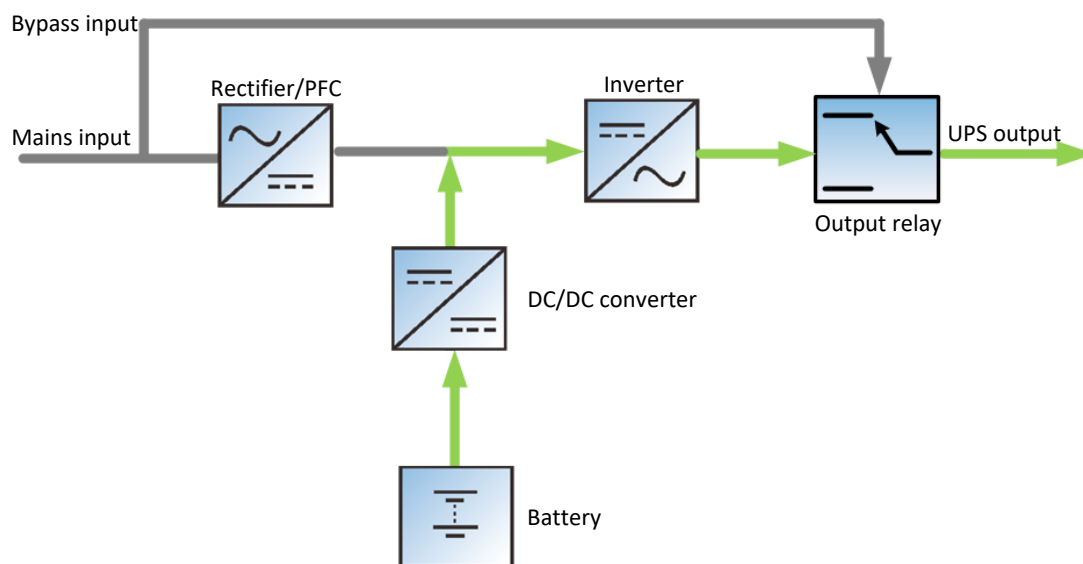 Bypass input
Rectifier/PFC
Inverter
Mains input
UPS output
Output relay
DC/DC converter
Battery